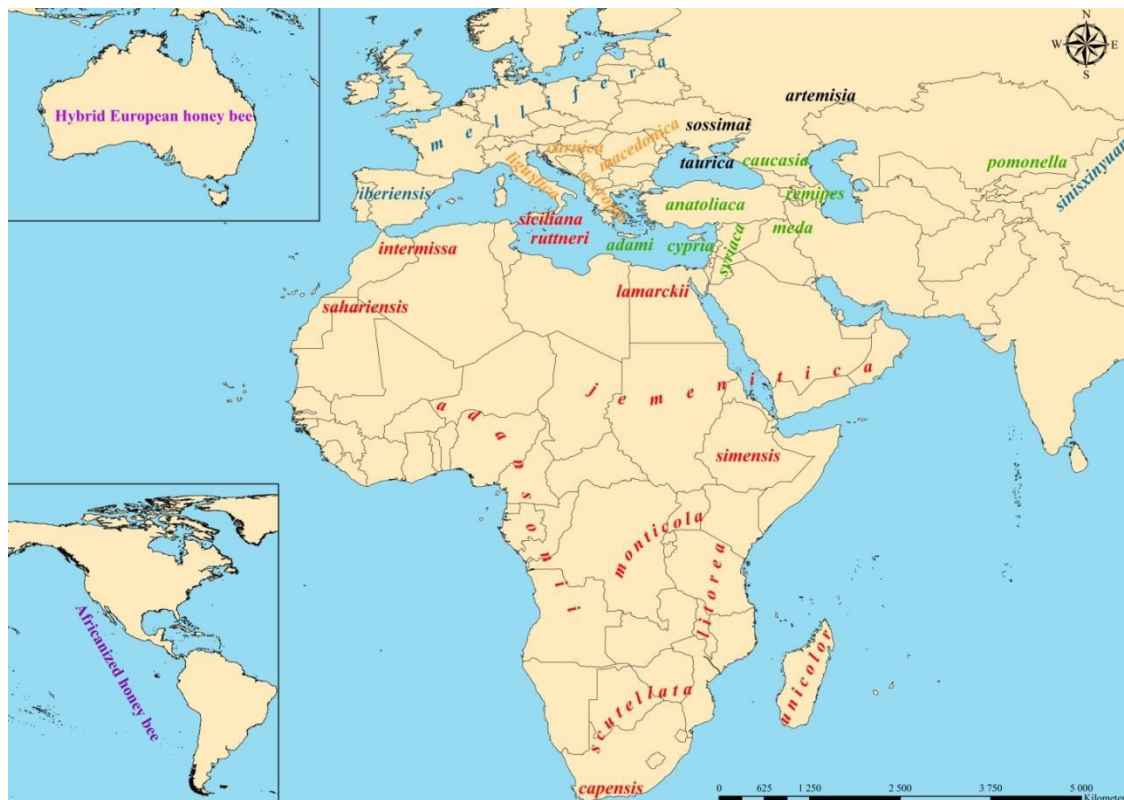 Hybrid European honey bee
N
W E
S
mellifera
artemisia
sossimai
carnica
macedonica
taurica
caucasia
pomonella
sinisxinyuan
ligustica
cecropia
iberiensis
remipes
anatoliaca
siciliana
ruttneri
meda
intermissa
adami
cypria
syriaca
lamarckii
sahariensis
jemenitica
adansonii
simensis
monticola
litorea
unicolor
scutellata
capensis
Africanized honey bee
0 625 1 250 2 500 3 750 5 000
Kilometer